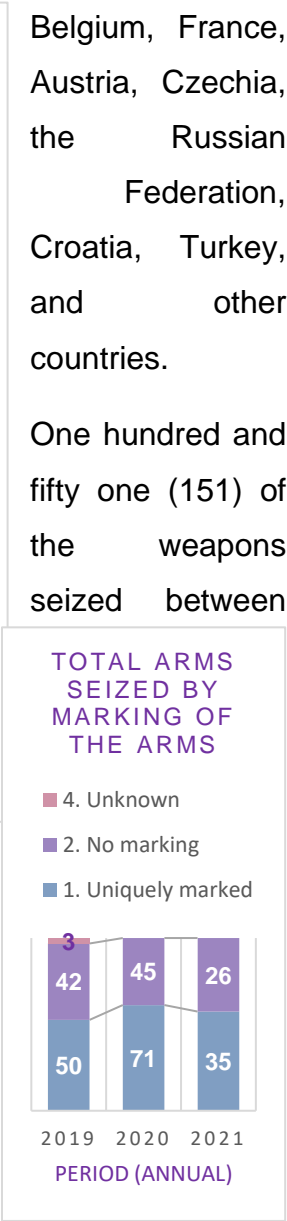 Belgium, France,
Austria, Czechia,
the Russian
Federation,
Croatia, Turkey,
and other
countries.
One hundred and
fifty one (151) of
the weapons
seized between
TOTAL ARMS
SEIZED BY
MARKING OF
THE ARMS
4. Unknown
2. No marking
1. Uniquely marked
3
42 45 26
50 71 35
2019 2020 2021
PERIOD (ANNUAL)